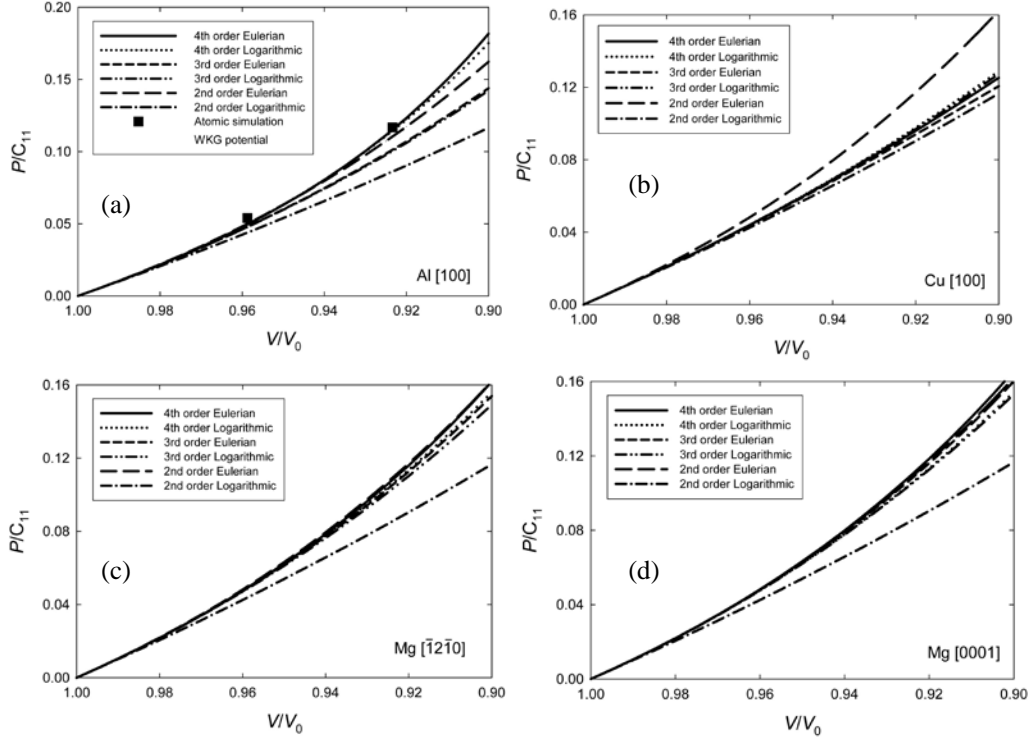 0.20
0.15
0.10
0.05
0.00
P/C₁₁
4th order Eulerian
4th order Logarithmic
3rd order Eulerian
3rd order Logarithmic
2nd order Eulerian
2nd order Logarithmic
Atomic simulation
WKG potential
(a)
Al [100]
1.00 0.98 0.96 0.94 0.92 0.90
V/V₀
0.16
0.12
0.08
0.04
0.00
P/C₁₁
4th order Eulerian
4th order Logarithmic
3rd order Eulerian
3rd order Logarithmic
2nd order Eulerian
2nd order Logarithmic
(b)
Cu [100]
1.00 0.98 0.96 0.94 0.92 0.90
V/V₀
0.16
0.12
0.08
0.04
0.00
P/C₁₁
4th order Eulerian
4th order Logarithmic
3rd order Eulerian
3rd order Logarithmic
2nd order Eulerian
2nd order Logarithmic
(c)
Mg [1̄21̄0]
1.00 0.98 0.96 0.94 0.92 0.90
V/V₀
0.16
0.12
0.08
0.04
0.00
P/C₁₁
4th order Eulerian
4th order Logarithmic
3rd order Eulerian
3rd order Logarithmic
2nd order Eulerian
2nd order Logarithmic
(d)
Mg [0001]
1.00 0.98 0.96 0.94 0.92 0.90
V/V₀